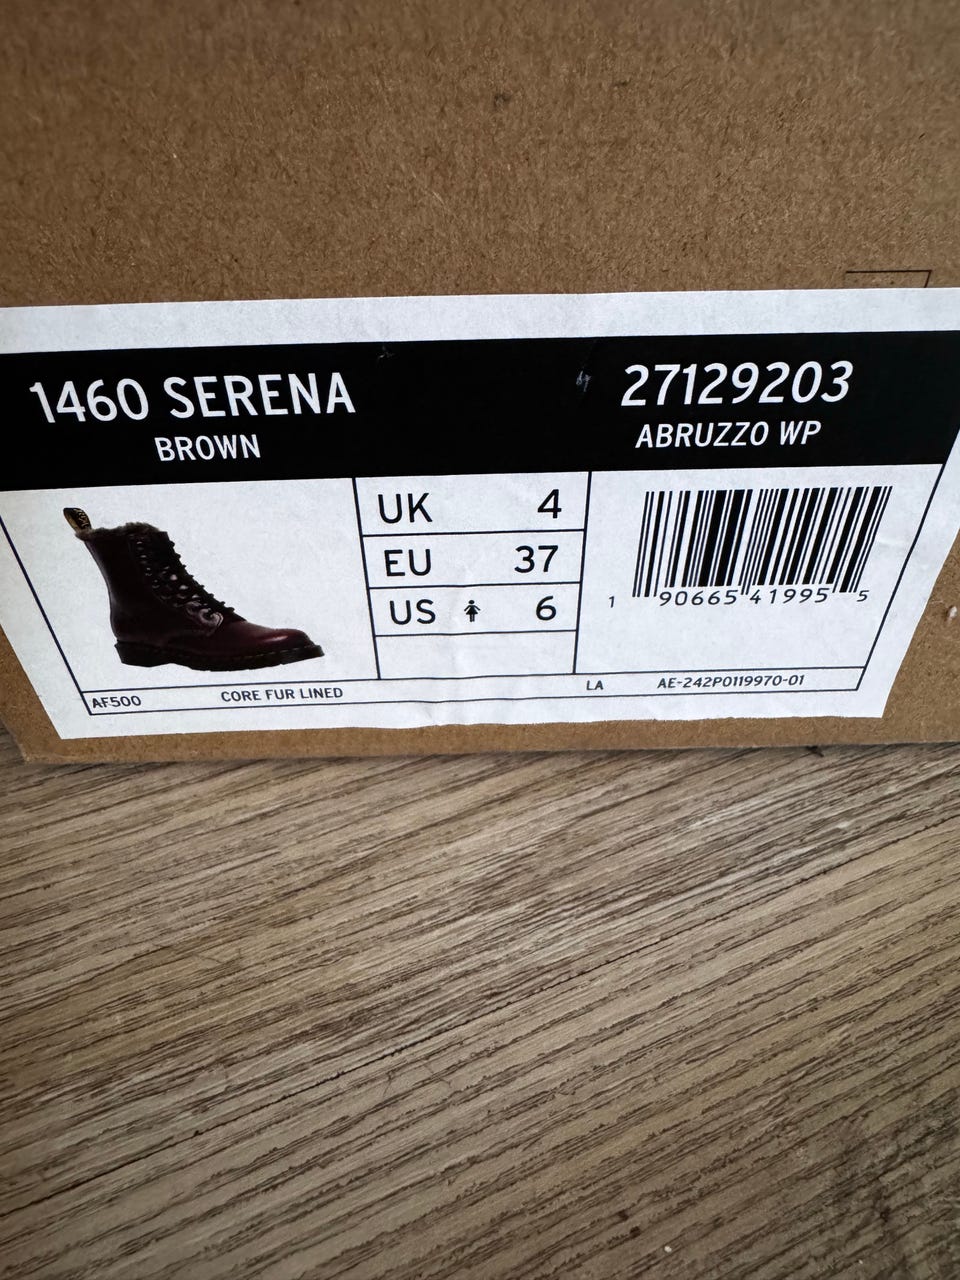 1460 SERENA
BROWN
27129203
ABRUZZO WP
UK 4
EU 37
US 6
1 90665 41995 5
AF500
CORE FUR LINED
LA
AE-242P0119970-01